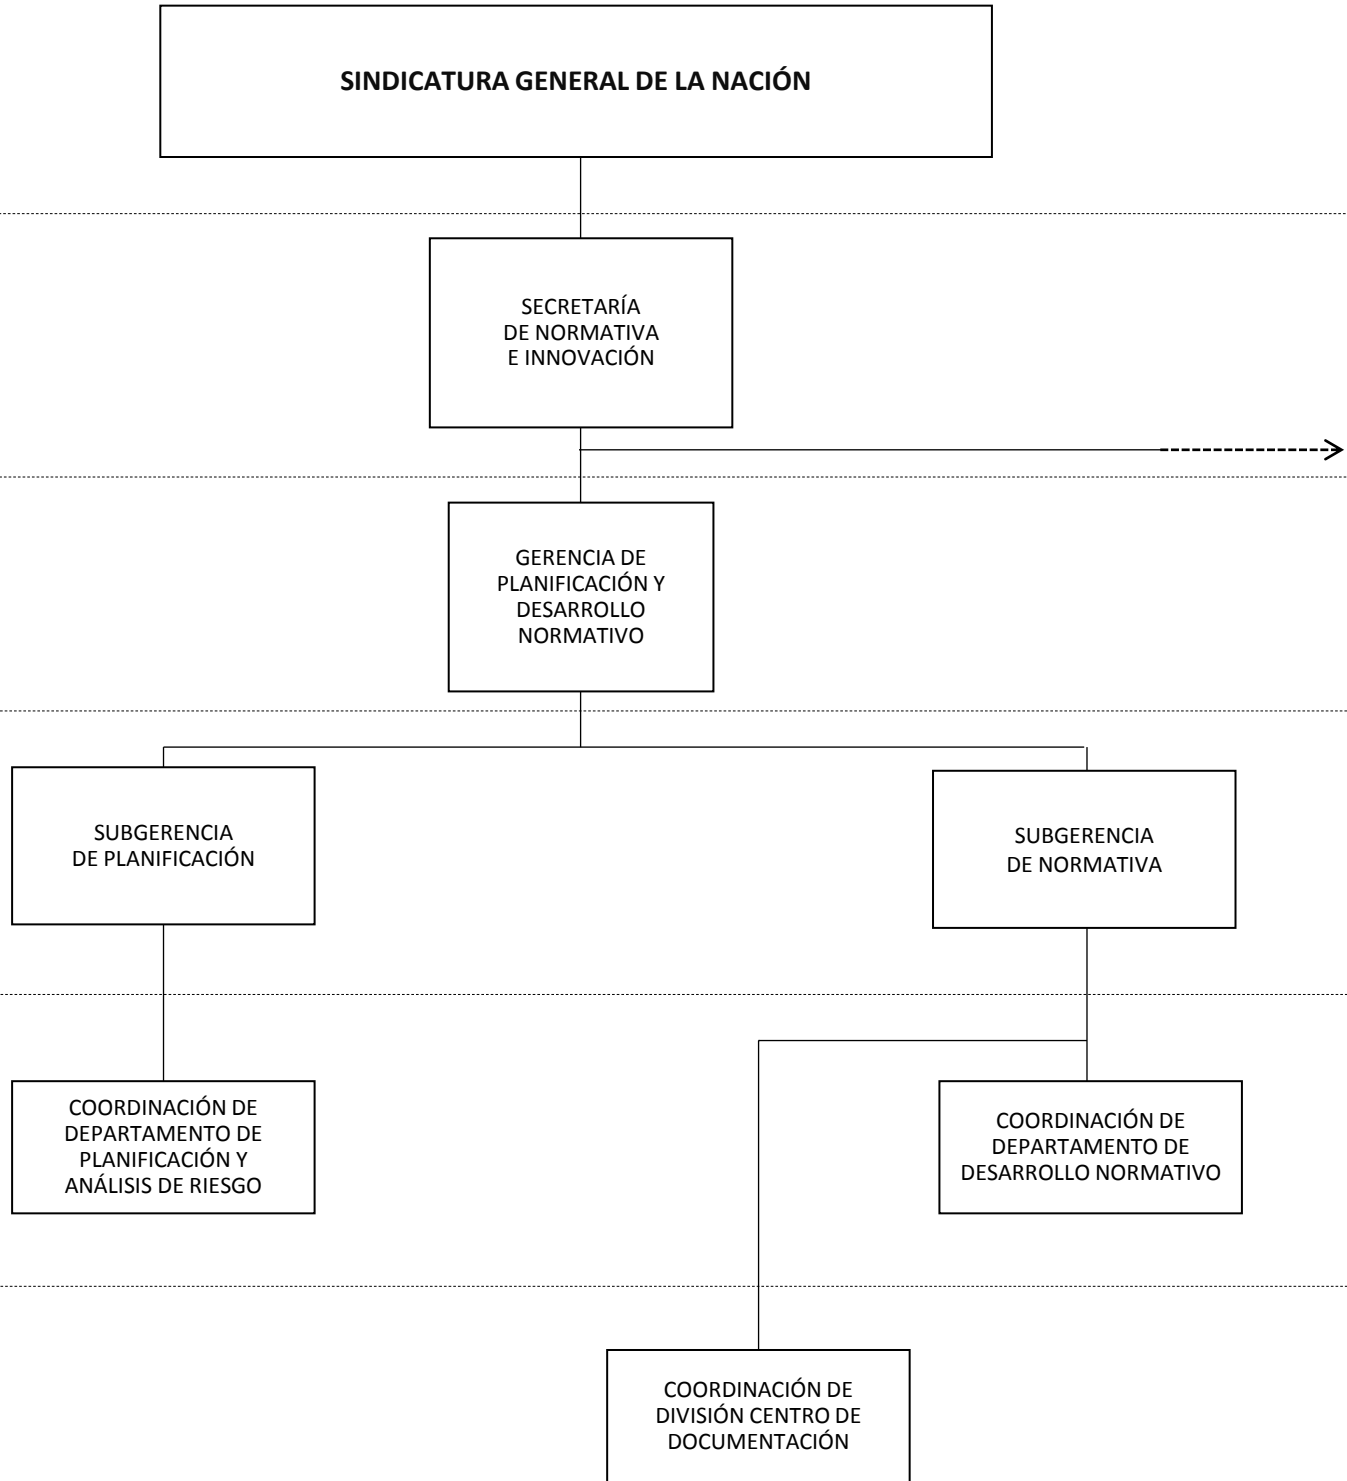 SINDICATURA GENERAL DE LA NACIÓN
SECRETARÍA
DE NORMATIVA
E INNOVACIÓN
GERENCIA DE
PLANIFICACIÓN Y
DESARROLLO
NORMATIVO
SUBGERENCIA
DE PLANIFICACIÓN
SUBGERENCIA
DE NORMATIVA
COORDINACIÓN DE
DEPARTAMENTO DE
PLANIFICACIÓN Y
ANÁLISIS DE RIESGO
COORDINACIÓN DE
DEPARTAMENTO DE
DESARROLLO NORMATIVO
COORDINACIÓN DE
DIVISIÓN CENTRO DE
DOCUMENTACIÓN